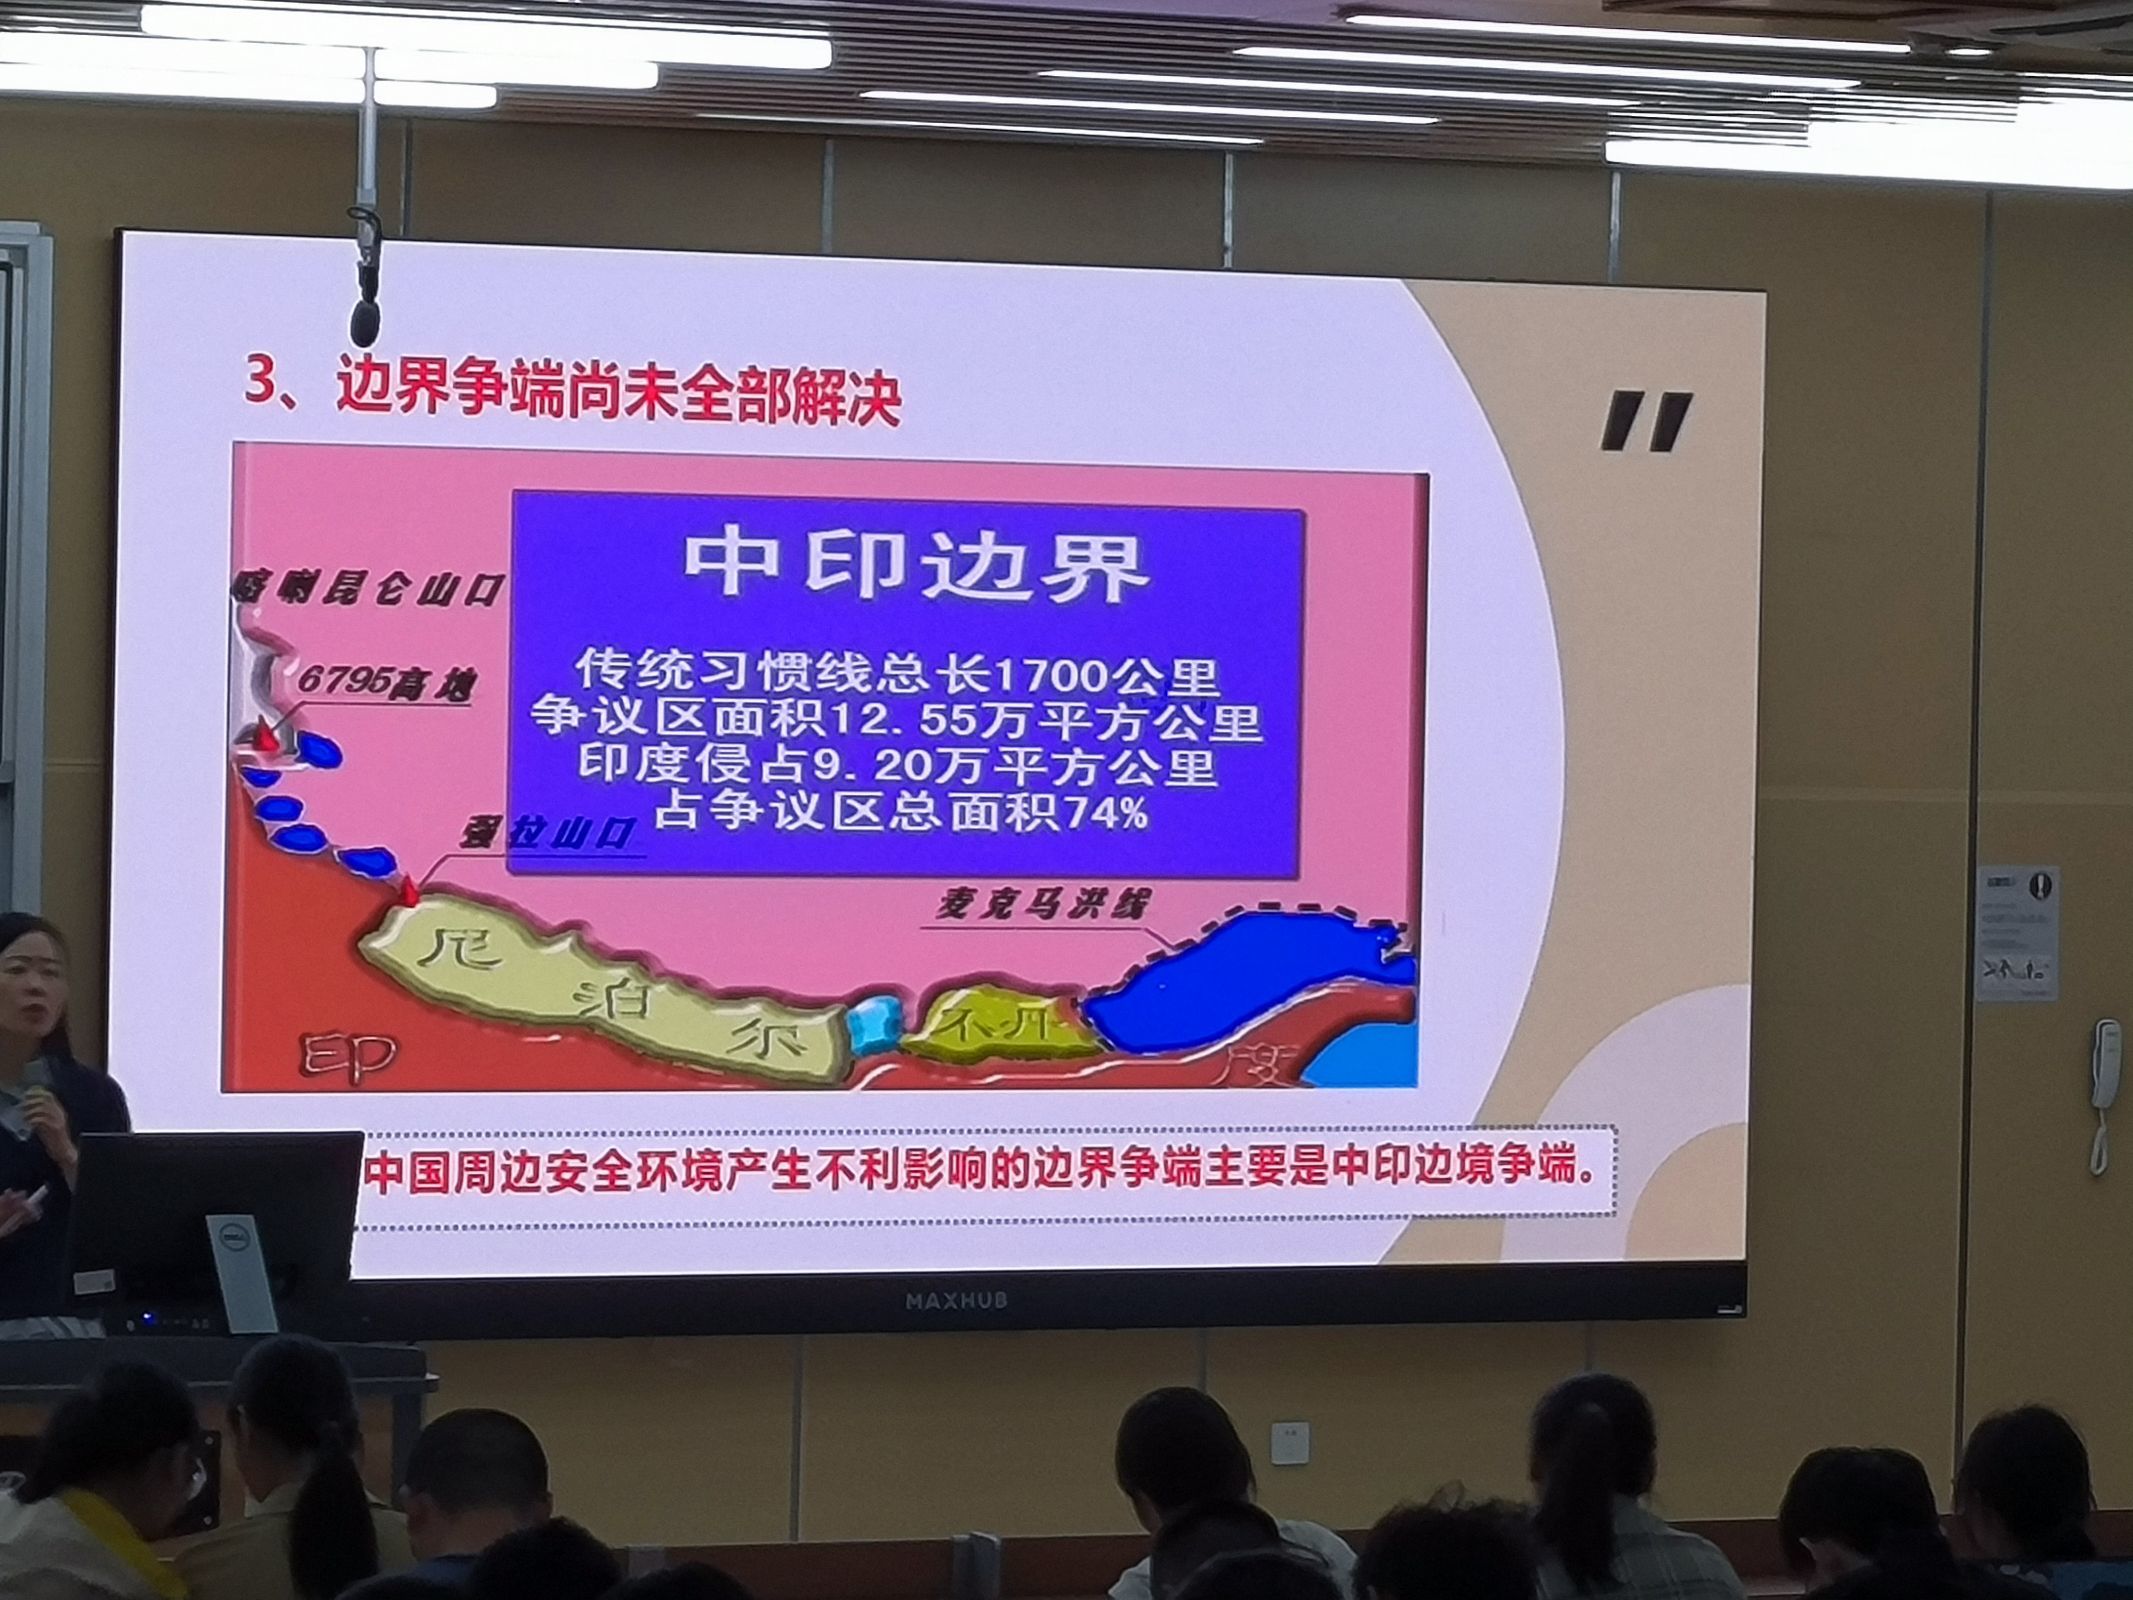 3、边界争端尚未全部解决
"
中印边界
喀喇昆仑山口
传统习惯线总长1700公里
6795高地
争议区面积12.55万平方公里
印度侵占9.20万平方公里
占争议区总面积74%
强拉山口
麦克马洪线
尼泊尔
不丹
印度
中国周边安全环境产生不利影响的边界争端主要是中印边境争端。
DELL
MAXHUB